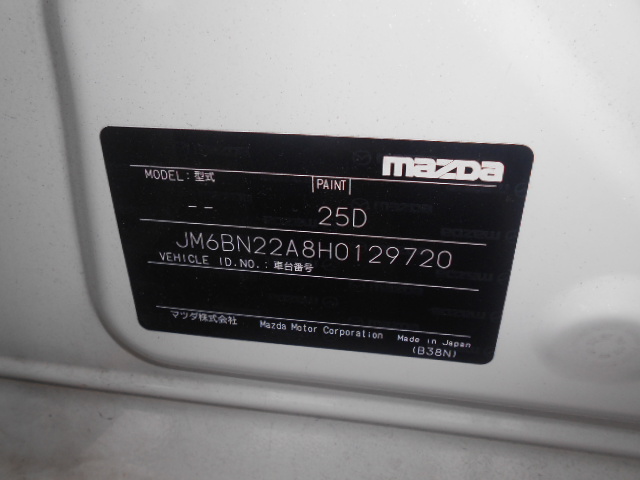 mazda
MODEL:型式
PAINT
-- 25D
JM6BN22A8H0129720
VEHICLE ID.NO.:車台番号
マツダ株式会社 Mazda Motor Corporation Made in Japan
(B38N)